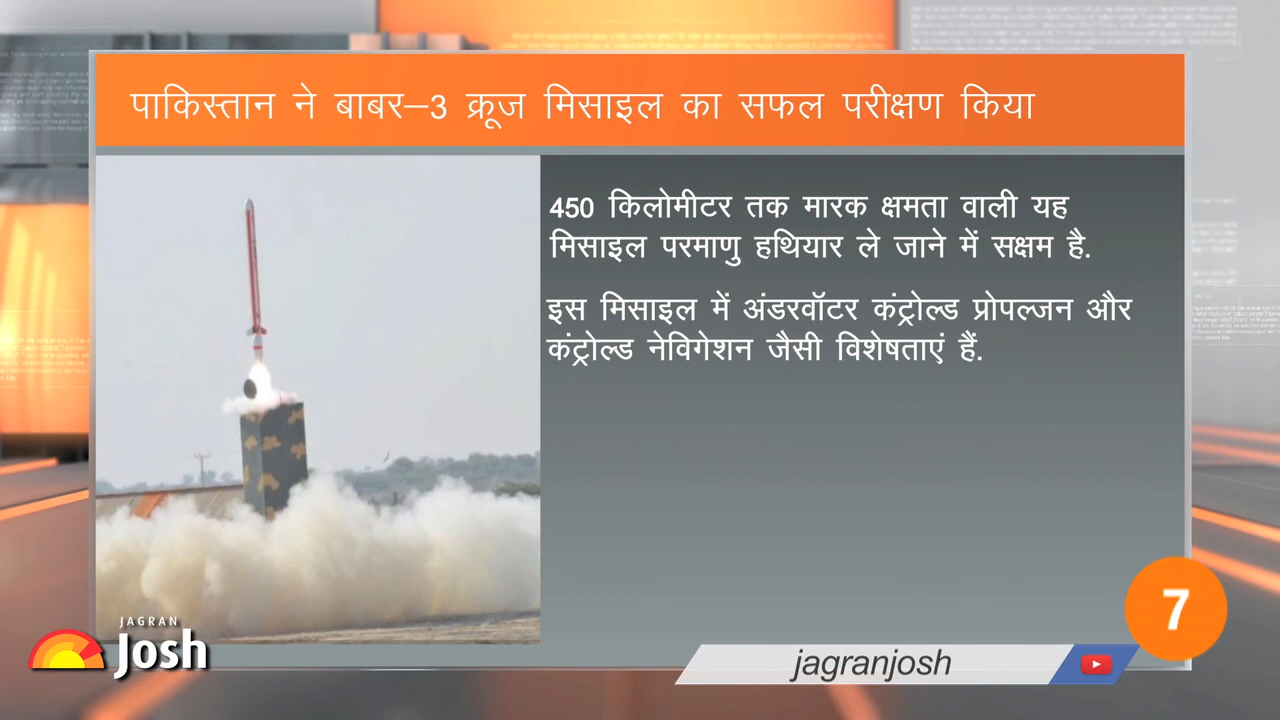 पाकिस्तान ने बाबर–3 क्रूज मिसाइल का सफल परीक्षण किया
450 किलोमीटर तक मारक क्षमता वाली यह
मिसाइल परमाणु हथियार ले जाने में सक्षम है.
इस मिसाइल में अंडरवॉटर कंट्रोल्ड प्रोपल्जन और
कंट्रोल्ड नेविगेशन जैसी विशेषताएं हैं.
7
JAGRAN
Josh
jagranjosh